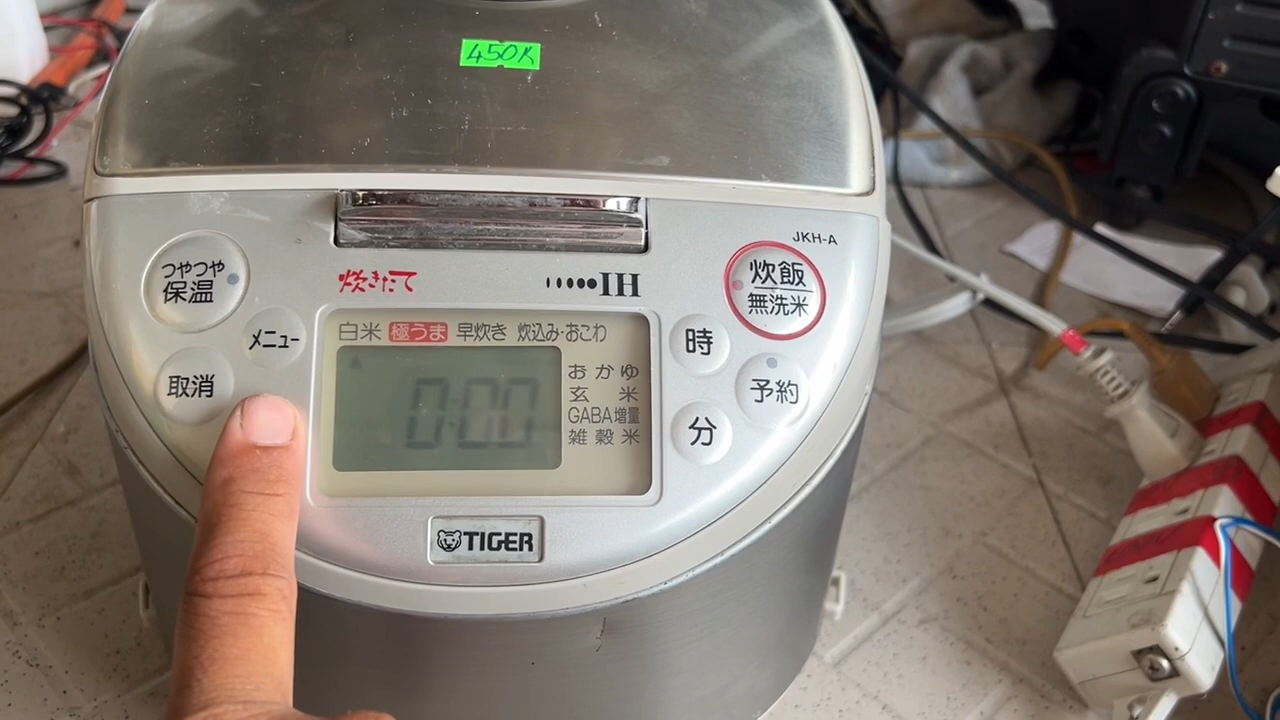 450K
JKH-A
つやつや
保温
炊きたて
IH
炊飯
無洗米
メニュー
白米 極うま 早炊き 炊込み・おこわ
時
取消
おかゆ
玄米
GABA増量
雑穀米
0:00
予約
分
TIGER